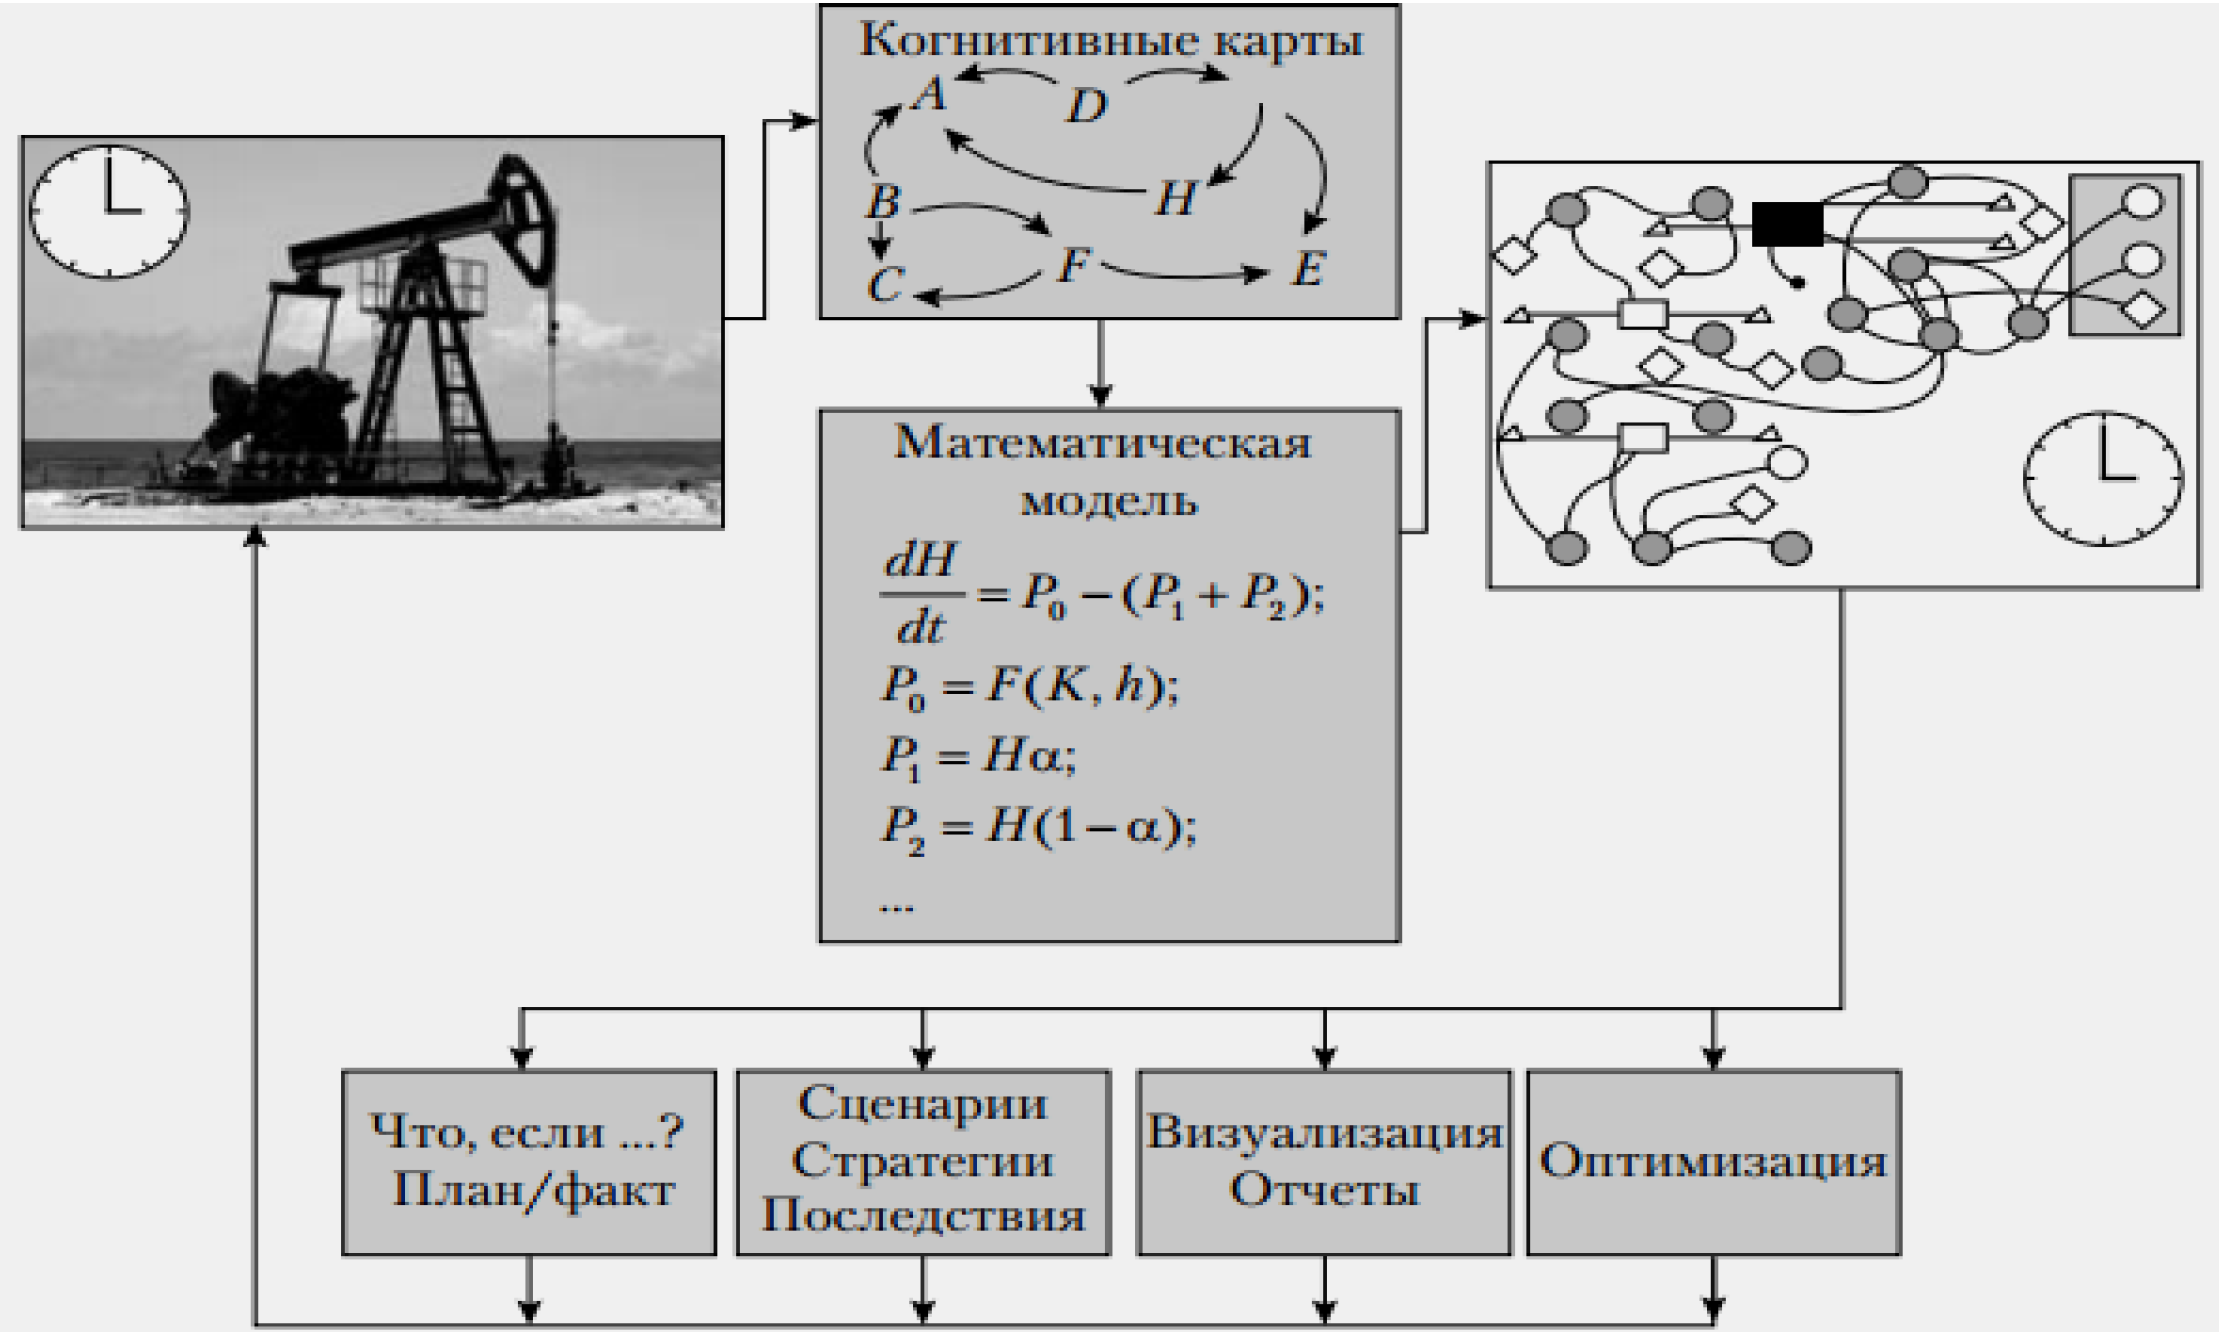 Когнитивные карты
A
D
B
H
C
F
E
Математическая
модель
dH/dt = P₀ − (P₁ + P₂);
P₀ = F(K, h);
P₁ = Hα;
P₂ = H(1 − α);
...
Что, если ...?
План/факт
Сценарии
Стратегии
Последствия
Визуализация
Отчеты
Оптимизация